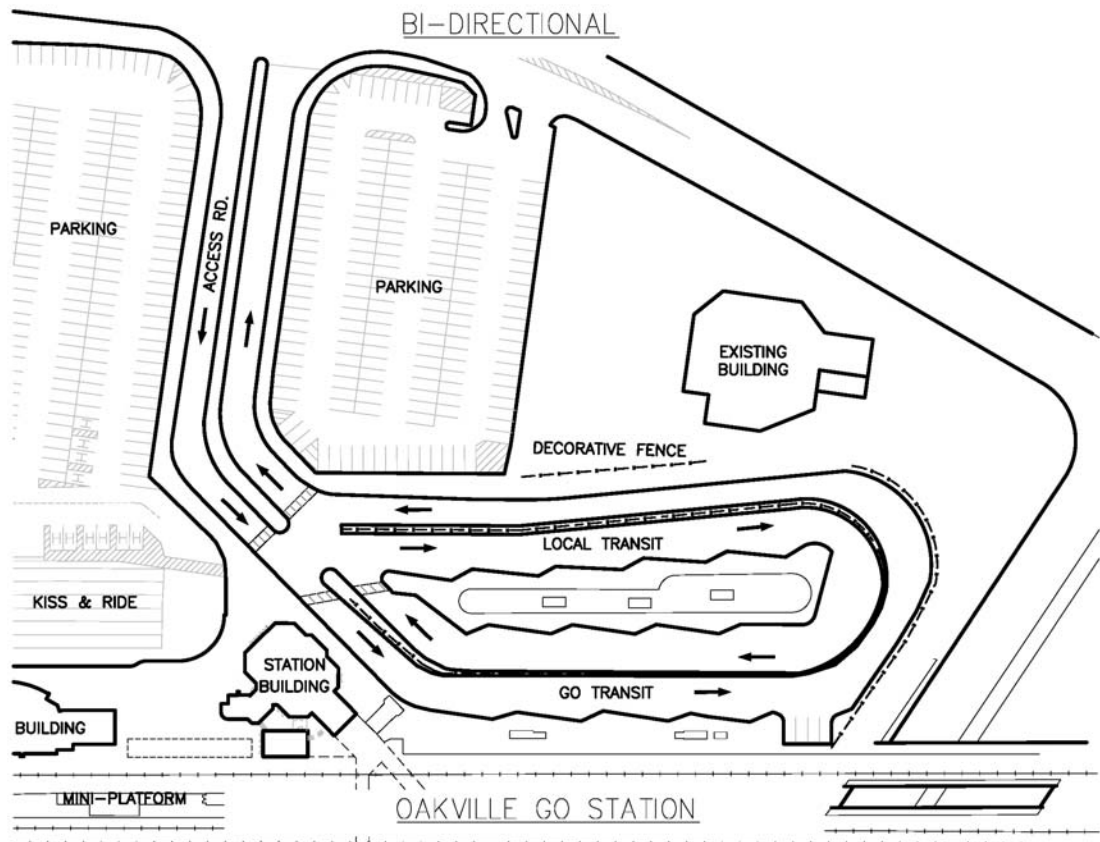 BI-DIRECTIONAL
PARKING
ACCESS RD.
PARKING
EXISTING
BUILDING
DECORATIVE FENCE
LOCAL TRANSIT
KISS & RIDE
STATION
BUILDING
GO TRANSIT
BUILDING
MINI-PLATFORM
OAKVILLE GO STATION